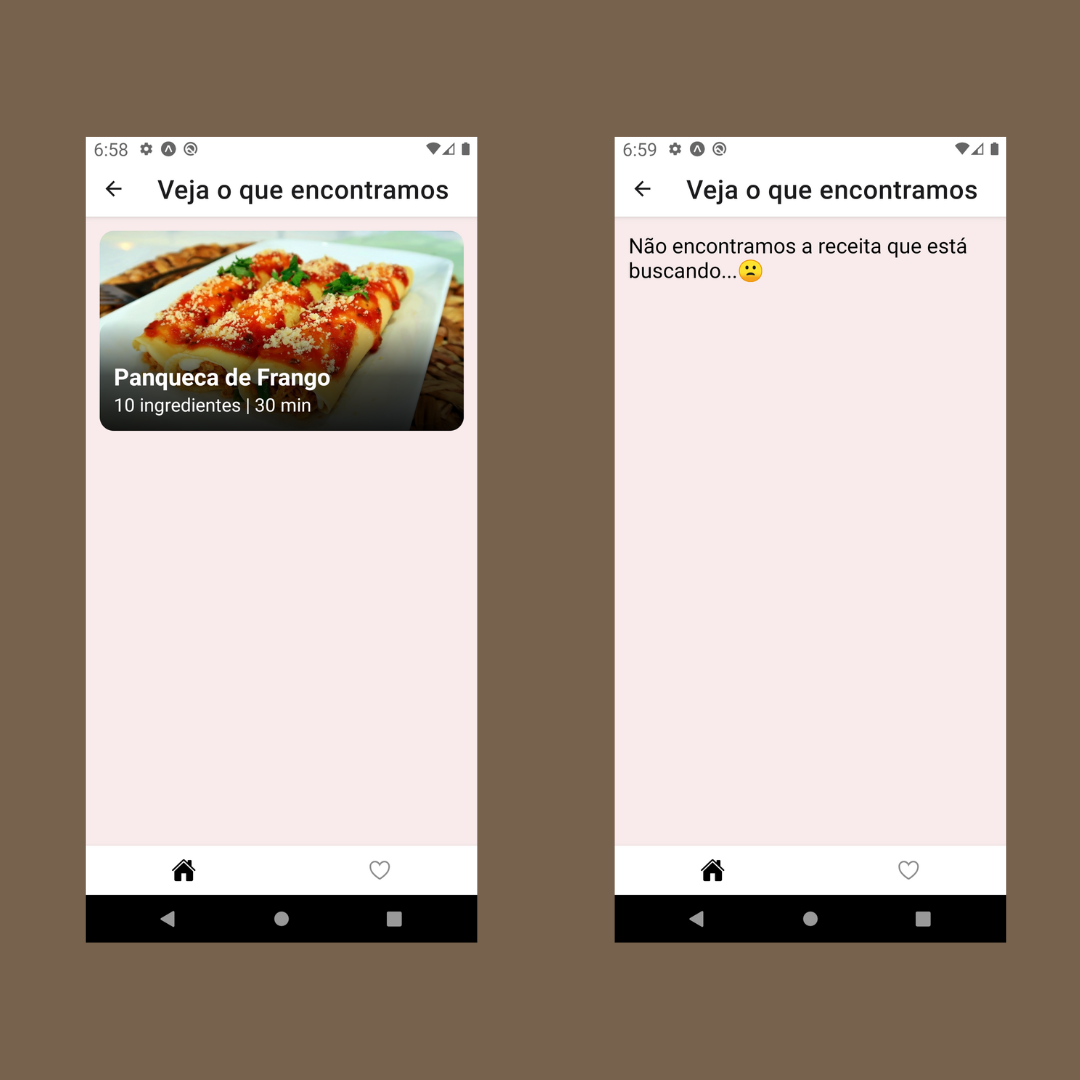 6:58
Veja o que encontramos
Panqueca de Frango
10 ingredientes | 30 min
6:59
Veja o que encontramos
Não encontramos a receita que está
buscando...🙁